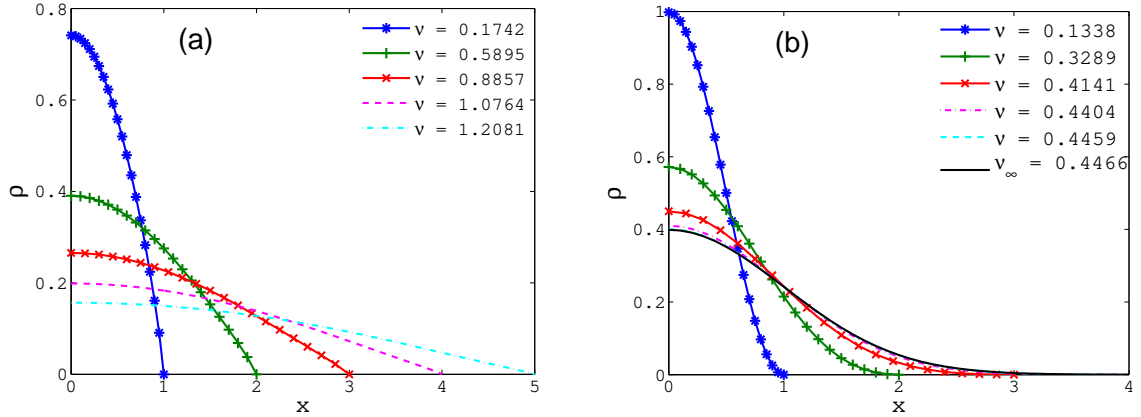 (a)
ν = 0.1742
ν = 0.5895
ν = 0.8857
ν = 1.0764
ν = 1.2081
0.8
0.6
0.4
0.2
0
ρ
0 1 2 3 4 5
x
(b)
ν = 0.1338
ν = 0.3289
ν = 0.4141
ν = 0.4404
ν = 0.4459
ν∞ = 0.4466
1
0.8
0.6
0.4
0.2
0
ρ
0 1 2 3 4
x